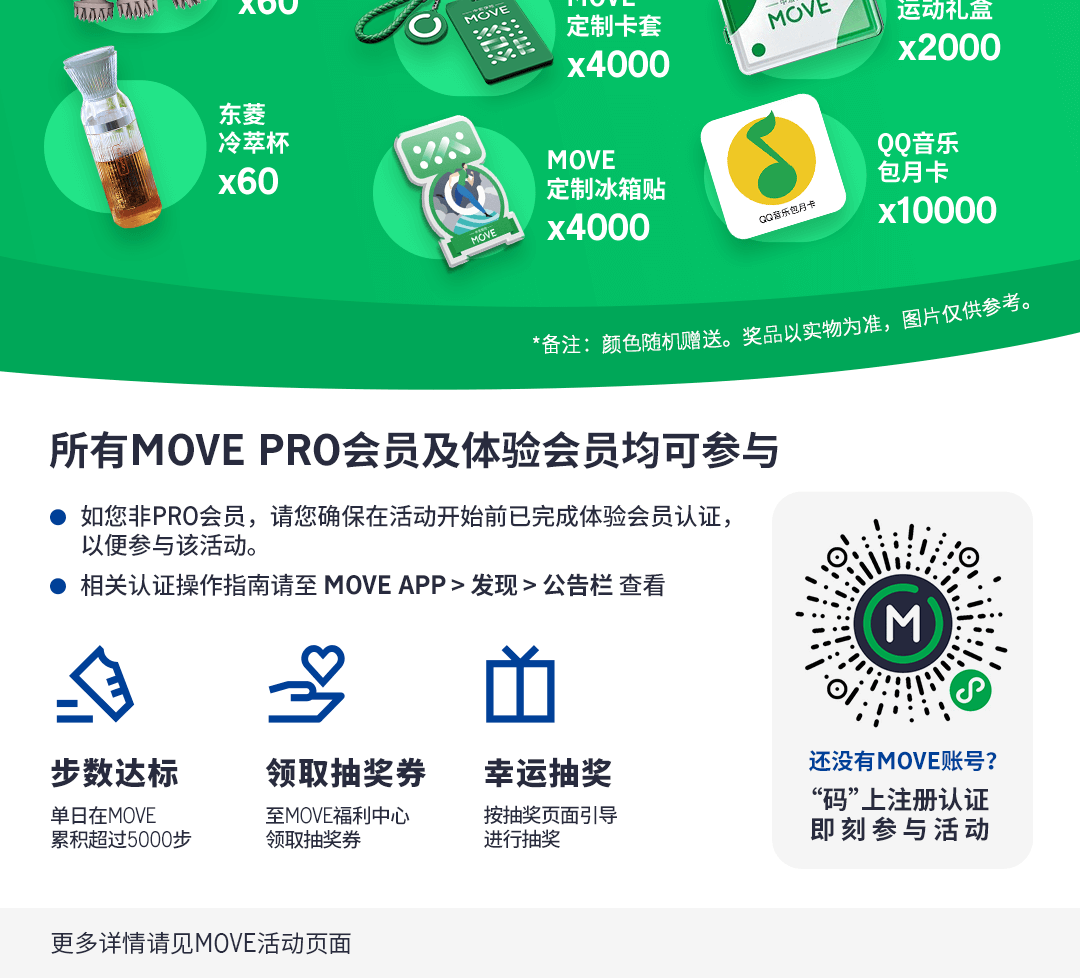 x60
MOVE
定制卡套
x4000
MOVE
运动礼盒
x2000
MOVE
东菱
冷萃杯
x60
MOVE
定制冰箱贴
x4000
MOVE
QQ音乐包月卡
QQ音乐
包月卡
x10000
*备注：颜色随机赠送。奖品以实物为准，图片仅供参考。
所有MOVE PRO会员及体验会员均可参与
如您非PRO会员，请您确保在活动开始前已完成体验会员认证，
以便参与该活动。
相关认证操作指南请至 MOVE APP > 发现 > 公告栏 查看
步数达标
单日在MOVE
累积超过5000步
领取抽奖券
至MOVE福利中心
领取抽奖券
幸运抽奖
按抽奖页面引导
进行抽奖
M
还没有MOVE账号？
“码”上注册认证
即刻参与活动
更多详情请见MOVE活动页面